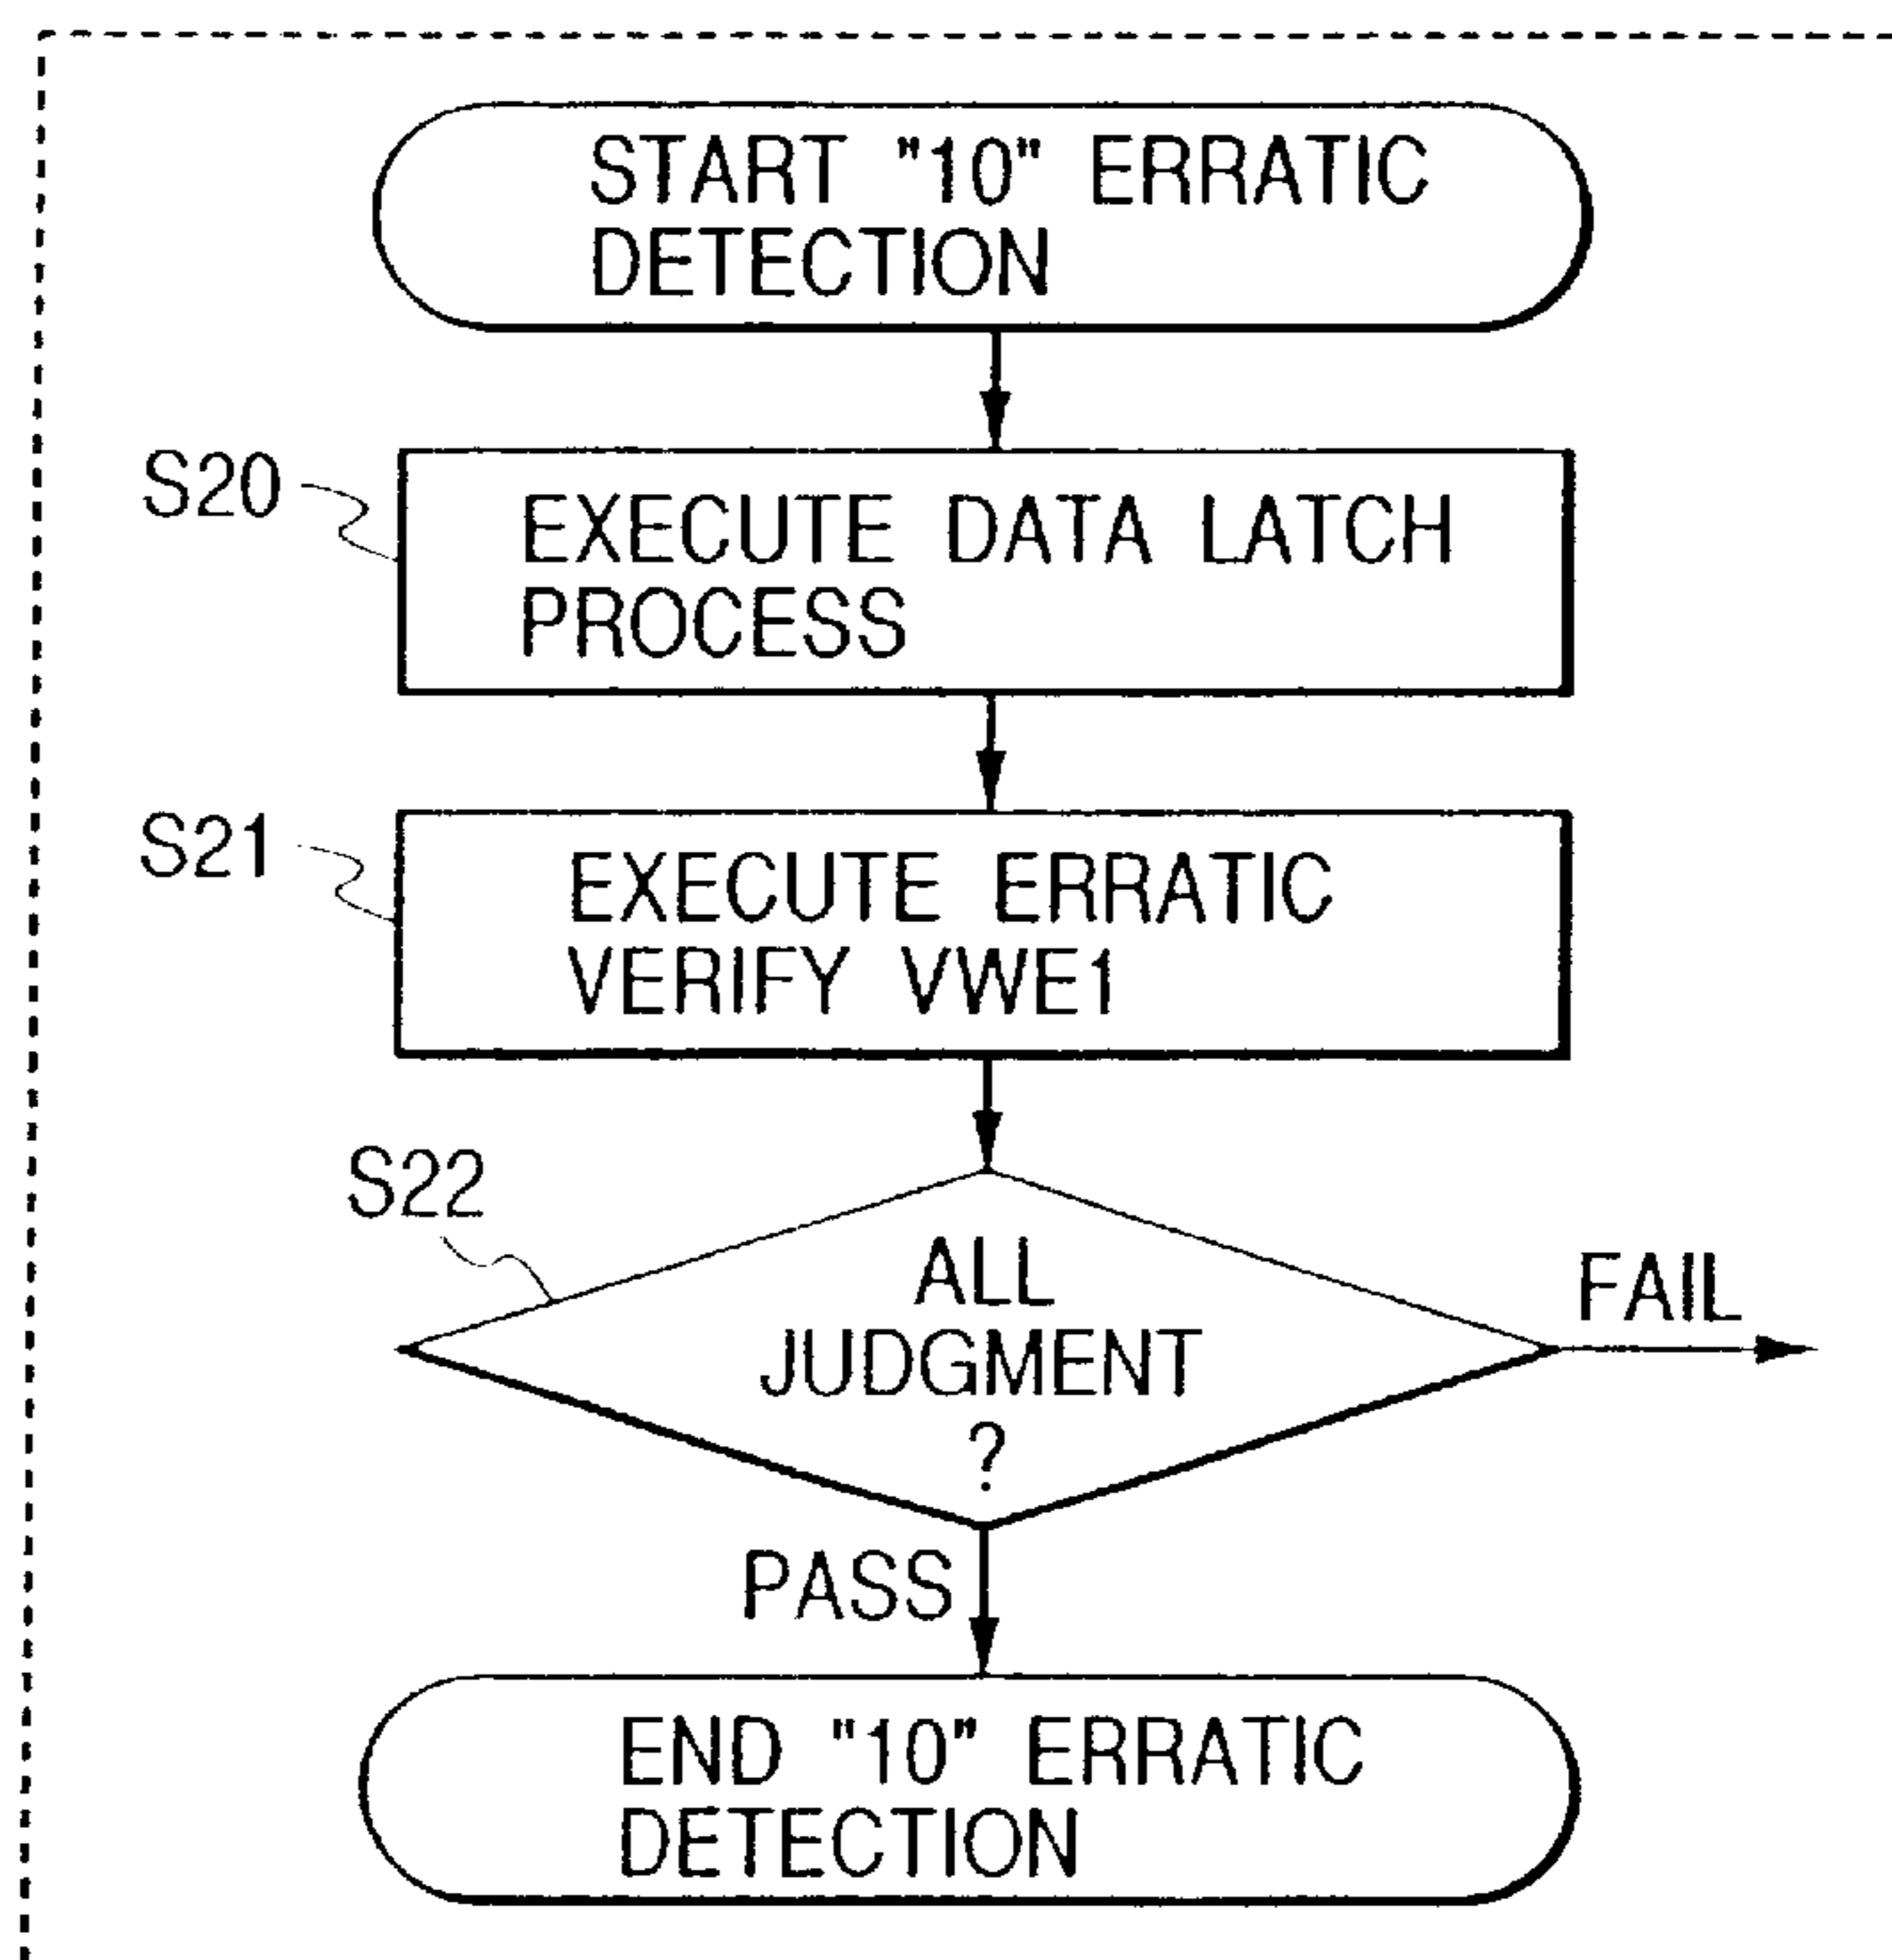 START "10" ERRATIC
DETECTION
S20
EXECUTE DATA LATCH
PROCESS
S21
EXECUTE ERRATIC
VERIFY VWE1
S22
ALL
JUDGMENT
?
FAIL
PASS
END "10" ERRATIC
DETECTION